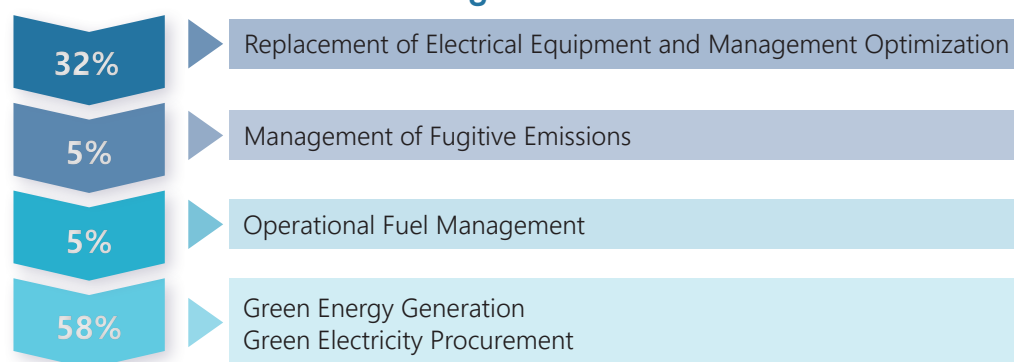 32%
Replacement of Electrical Equipment and Management Optimization
5%
Management of Fugitive Emissions
5%
Operational Fuel Management
58%
Green Energy Generation
Green Electricity Procurement